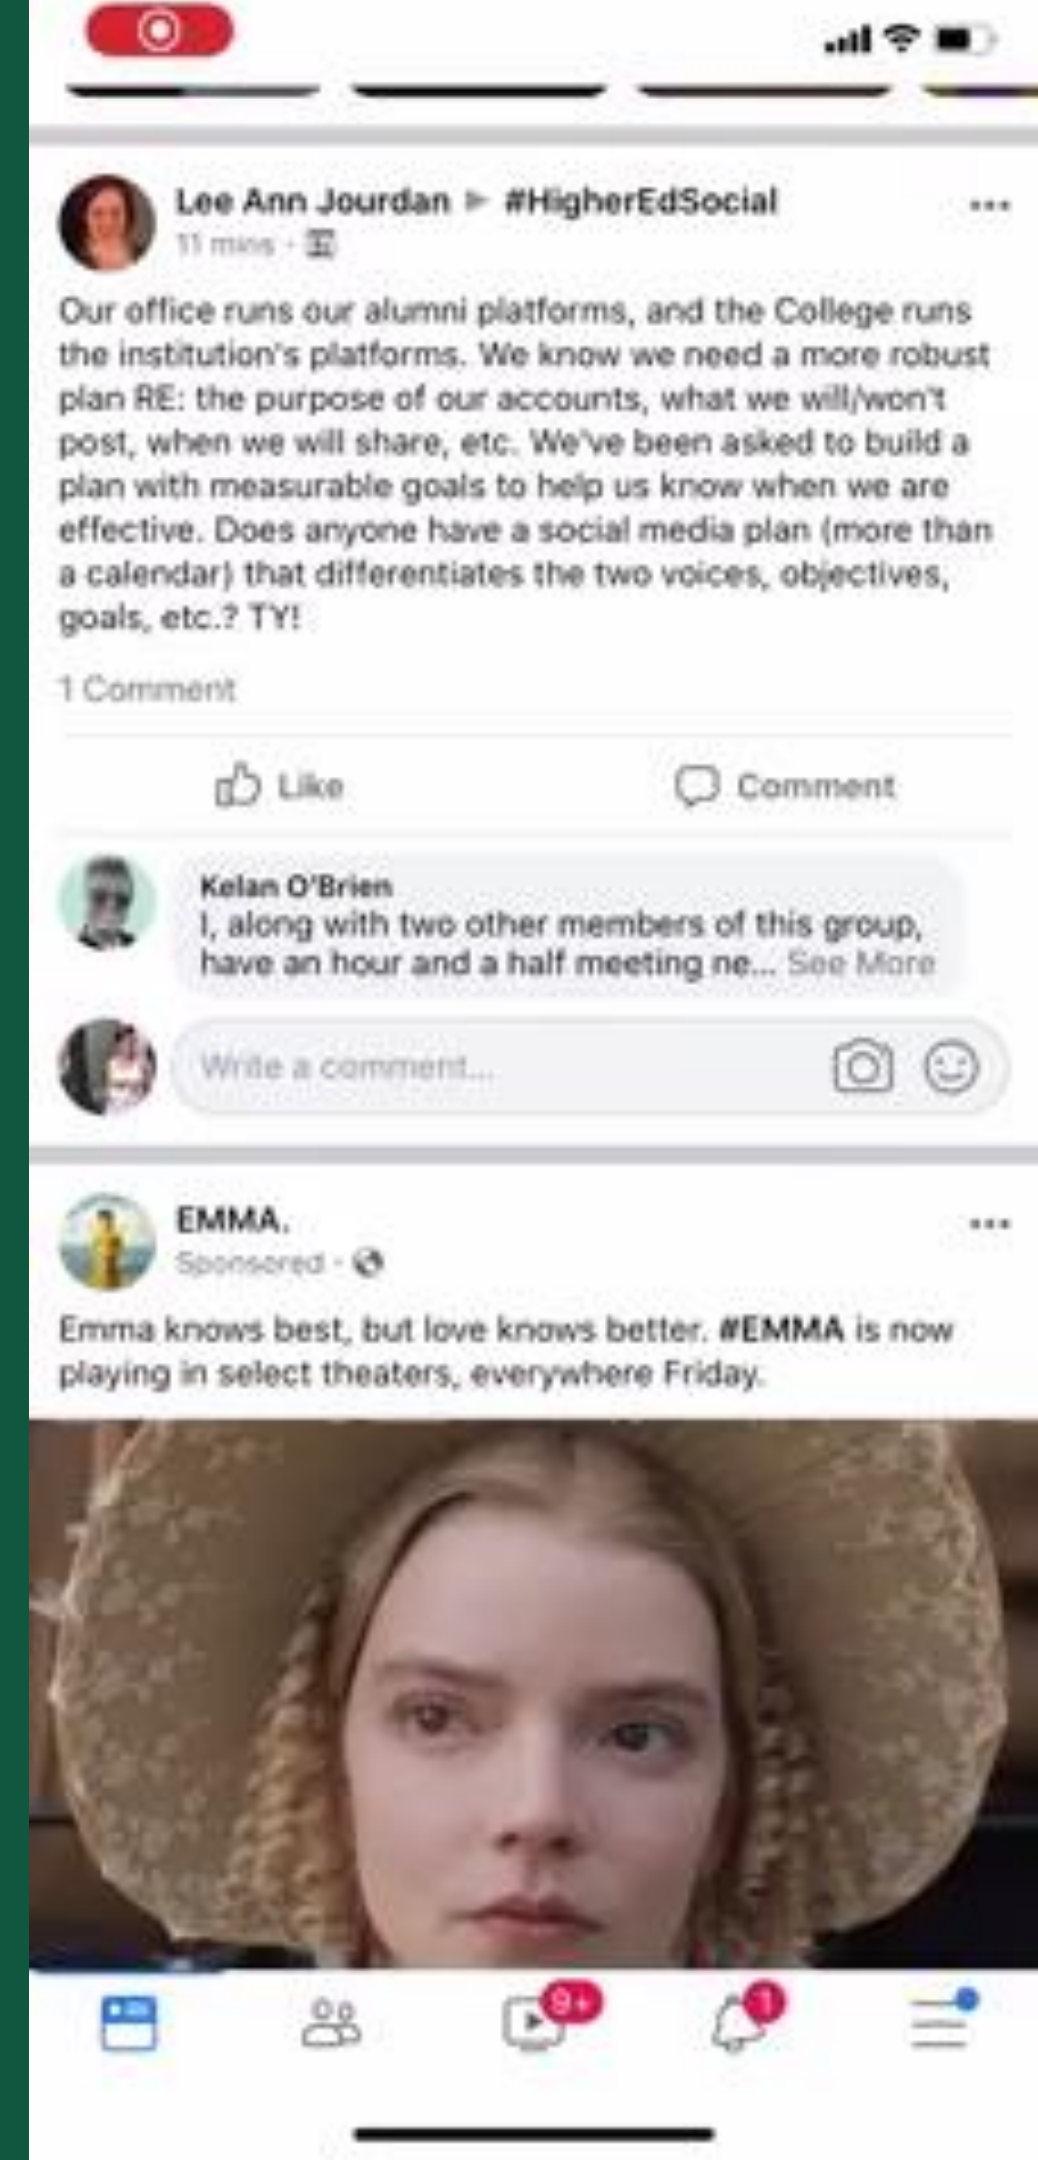 Lee Ann Jourdan ▶ #HigherEdSocial
11 mins ·
Our office runs our alumni platforms, and the College runs
the institution's platforms. We know we need a more robust
plan RE: the purpose of our accounts, what we will/won't
post, when we will share, etc. We've been asked to build a
plan with measurable goals to help us know when we are
effective. Does anyone have a social media plan (more than
a calendar) that differentiates the two voices, objectives,
goals, etc.? TY!
1 Comment
Like Comment
Kelan O'Brien
I, along with two other members of this group,
have an hour and a half meeting ne... See More
Write a comment...
EMMA.
Sponsored ·
Emma knows best, but love knows better. #EMMA is now
playing in select theaters, everywhere Friday.
9+ 1